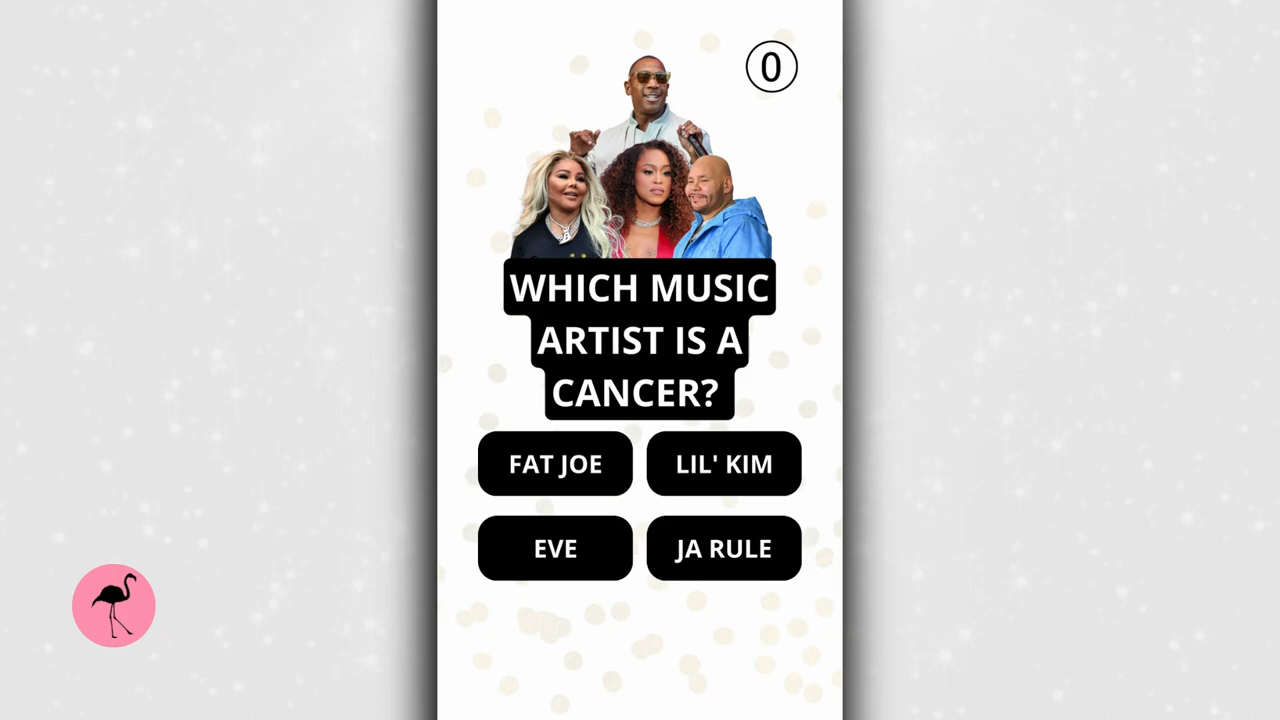 0
WHICH MUSIC
ARTIST IS A
CANCER?
FAT JOE
LIL' KIM
EVE
JA RULE